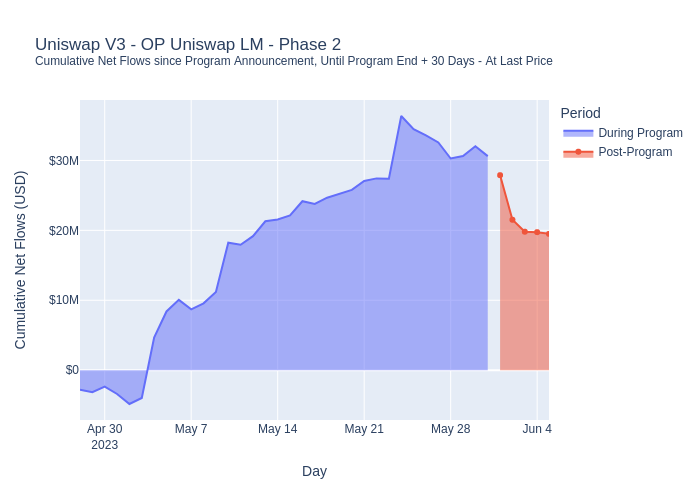 Uniswap V3 - OP Uniswap LM - Phase 2
Cumulative Net Flows since Program Announcement, Until Program End + 30 Days - At Last Price
Period
During Program
Post-Program
Cumulative Net Flows (USD)
$30M
$20M
$10M
$0
Apr 30
2023
May 7
May 14
May 21
May 28
Jun 4
Day